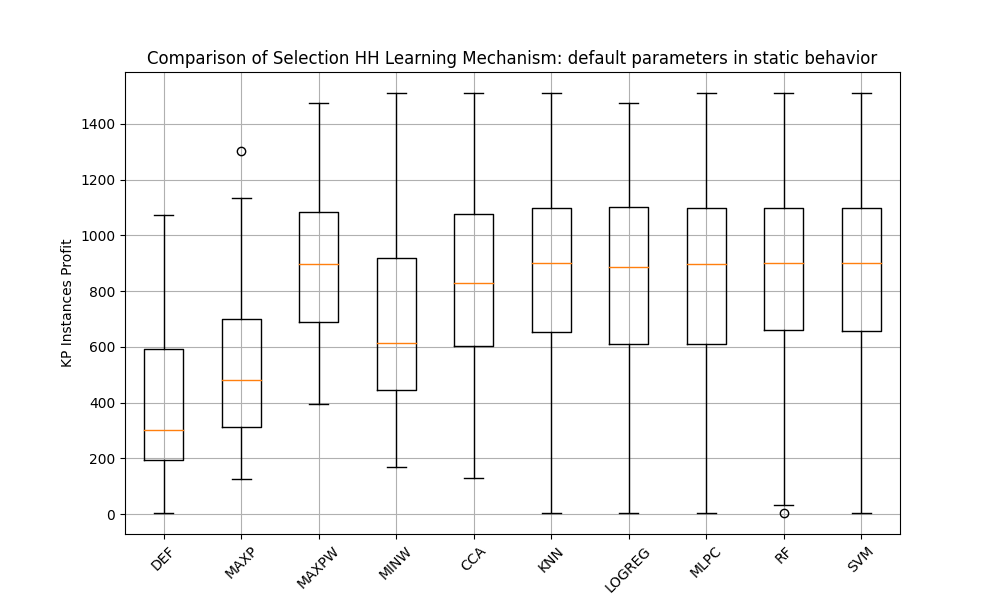 Comparison of Selection HH Learning Mechanism: default parameters in static behavior
KP Instances Profit
1400
1200
1000
800
600
400
200
0
DEF
MAXP
MAXPW
MINW
CCA
KNN
LOGREG
MLPC
RF
SVM